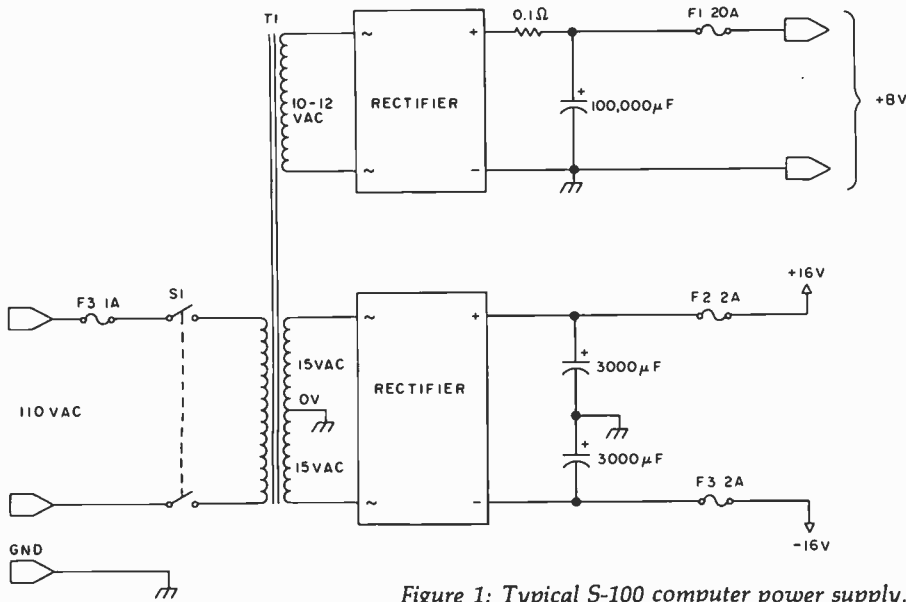 T1
0.1Ω
F1 20A
~
+
10-12
VAC
RECTIFIER
+
100,000µF
+8V
~
-
+16V
F3 1A
S1
F2 2A
~
+
15VAC
+
3000µF
RECTIFIER
0V
110 VAC
+
15VAC
3000µF
F3 2A
~
-
-16V
GND
Figure 1: Typical S-100 computer power supply.